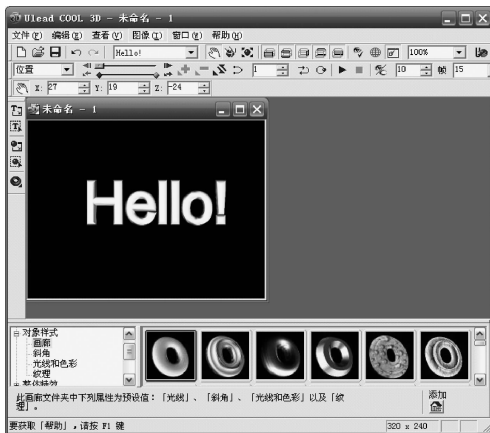 Ulead COOL 3D - 未命名 - 1
文件(F) 编辑(E) 查看(V) 图像(I) 窗口(W) 帮助(H)
Hello! 100%
位置 1 10 帧 15
X: 27 Y: 19 Z: -24
未命名 - 1
Hello!
对象样式
画廊
斜角
光线和色彩
纹理
整体特效
此画廊文件夹中下列属性为预设值:「光线」、「斜角」、「光线和色彩」以及「纹理」。
添加
要获取「帮助」,请按 F1 键 320 x 240